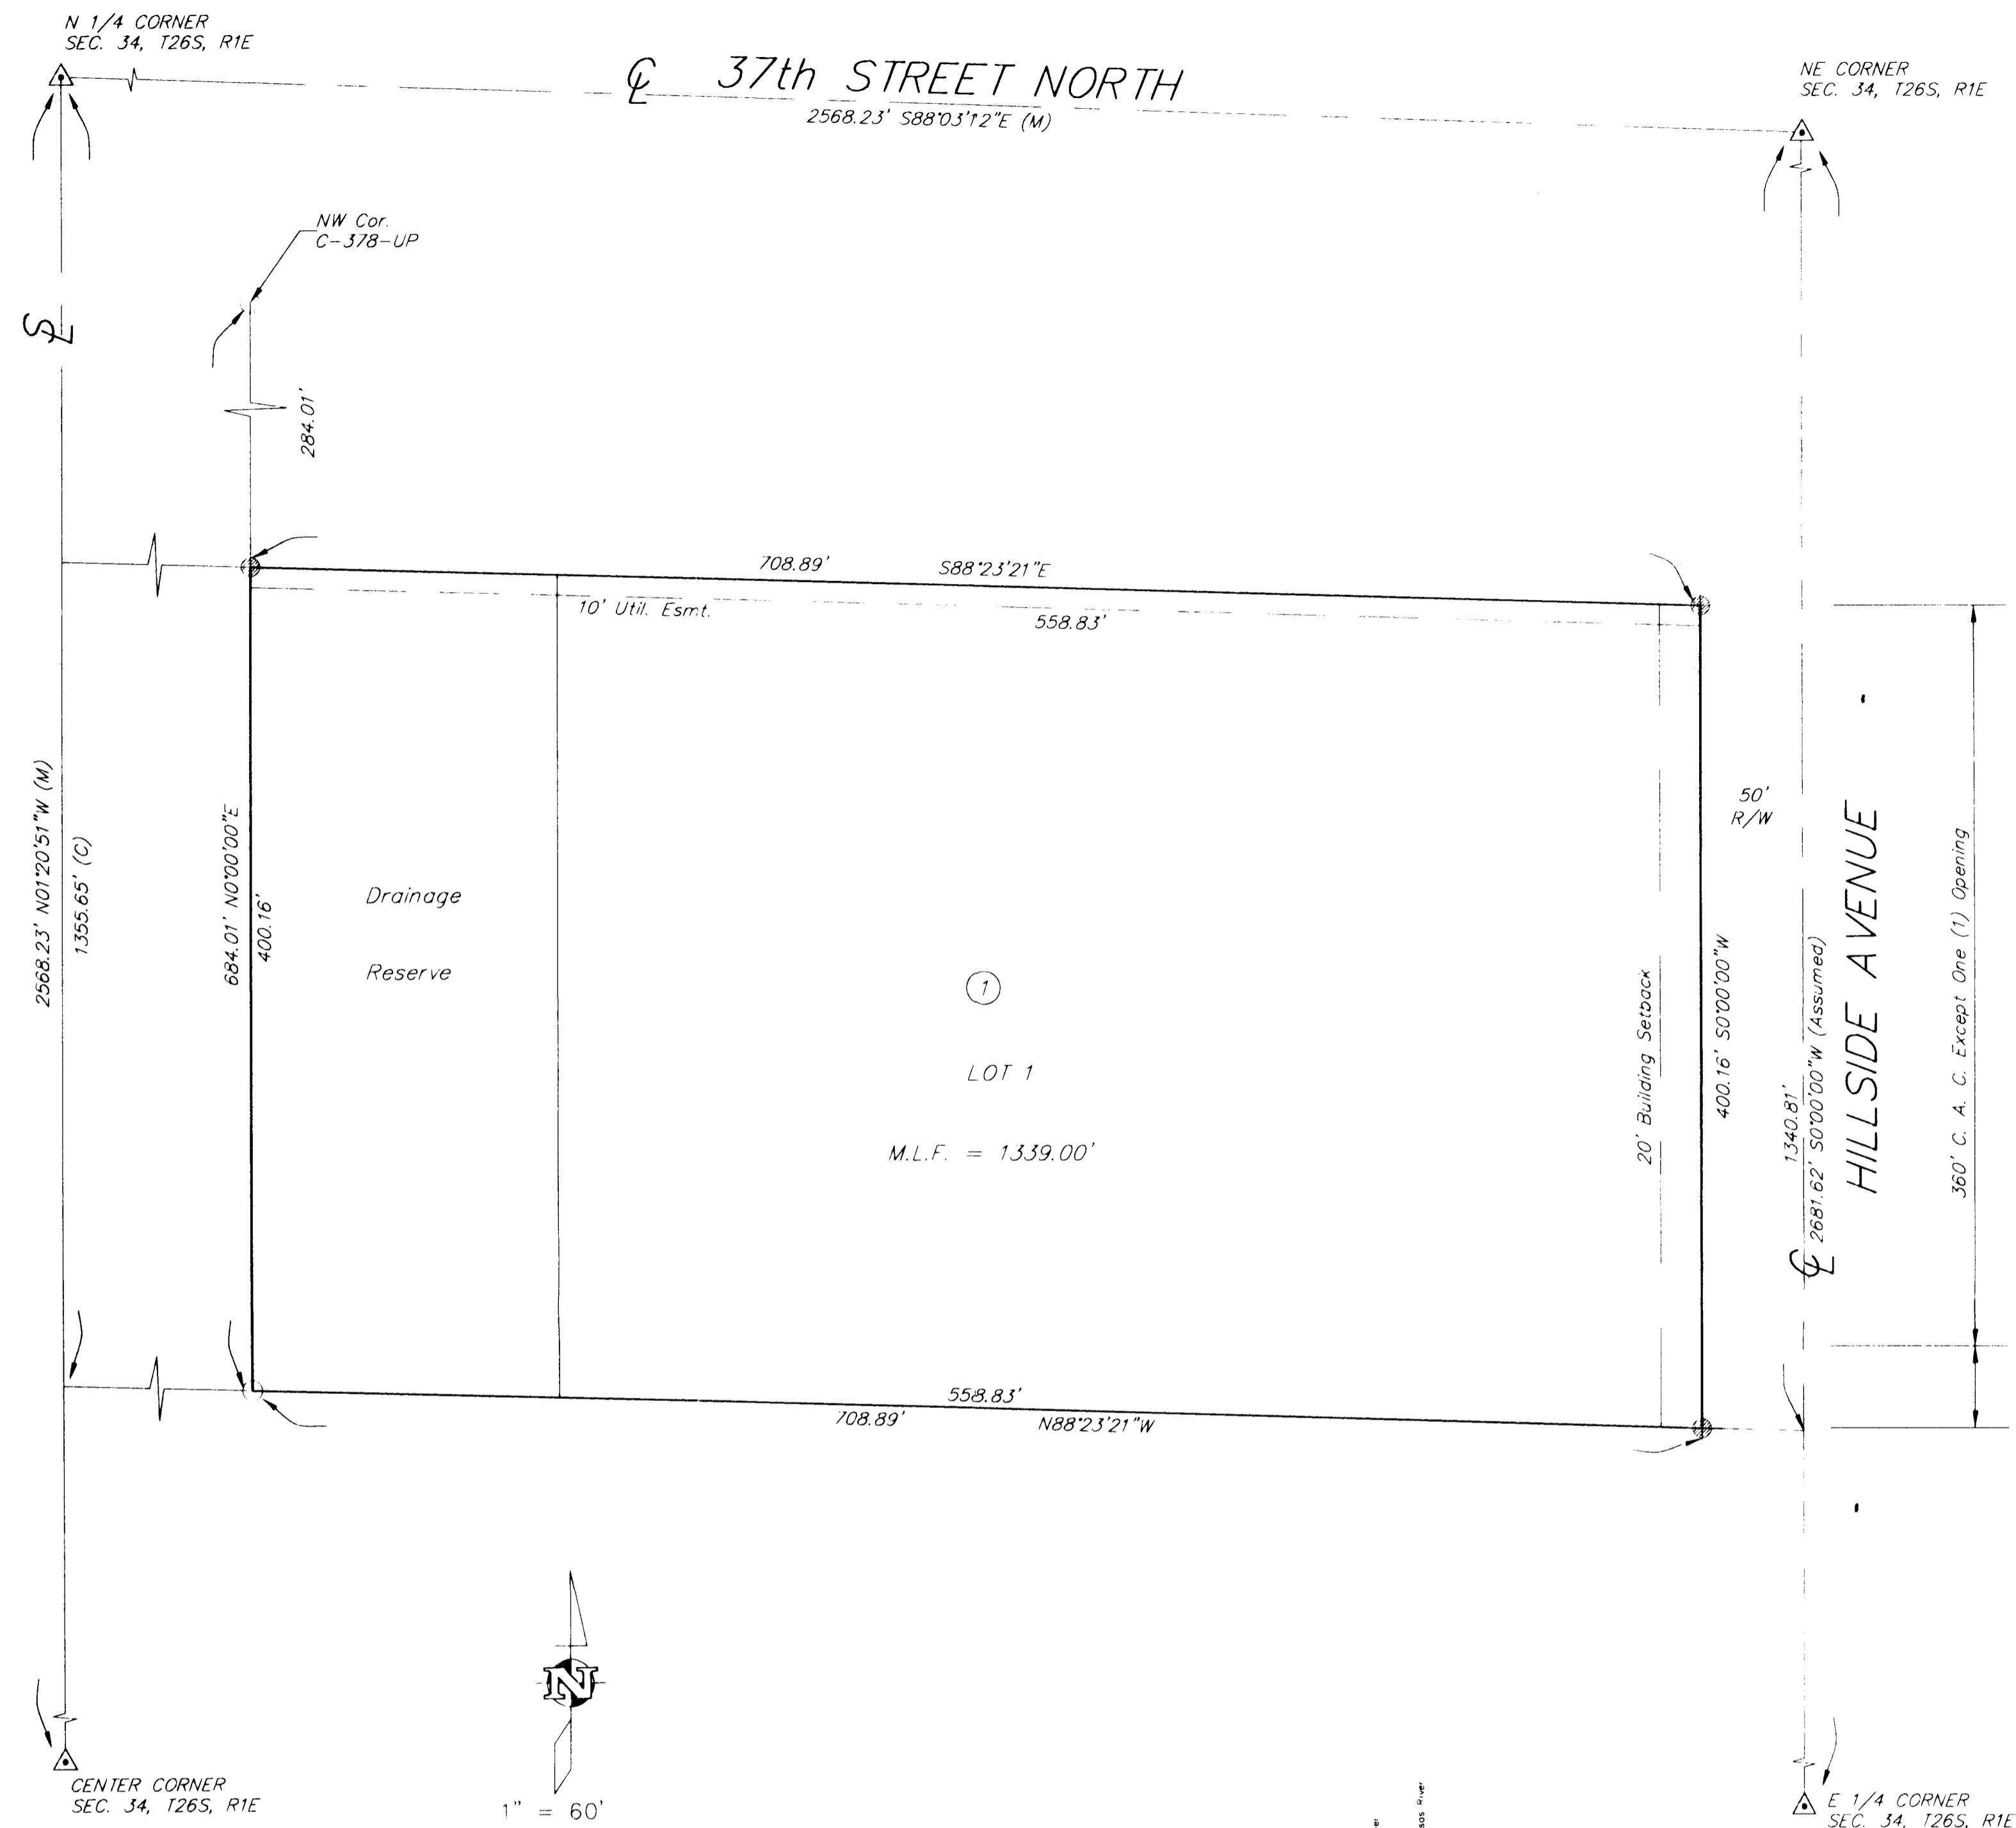 N 1/4 CORNER
SEC. 34, T26S, R1E
℄ 37th STREET NORTH
2568.23' S88°03'12"E (M)
NE CORNER
SEC. 34, T26S, R1E
NW Cor.
C-378-UP
284.01'
708.89' S88°23'21"E
10' Util. Esmt.
558.83'
2568.23' N01°20'51"W (M)
1355.65' (C)
684.01' N0°00'00"E
400.16'
Drainage
Reserve
1
LOT 1
M.L.F. = 1339.00'
20' Building Setback
400.16' S0°00'00"W
50'
R/W
1340.81'
℄ 2681.62' S0°00'00"W (Assumed)
HILLSIDE AVENUE
360' C. A. C. Except One (1) Opening
558.83'
708.89' N88°23'21"W
N
1" = 60'
CENTER CORNER
SEC. 34, T26S, R1E
E 1/4 CORNER
SEC. 34, T26S, R1E
sas River